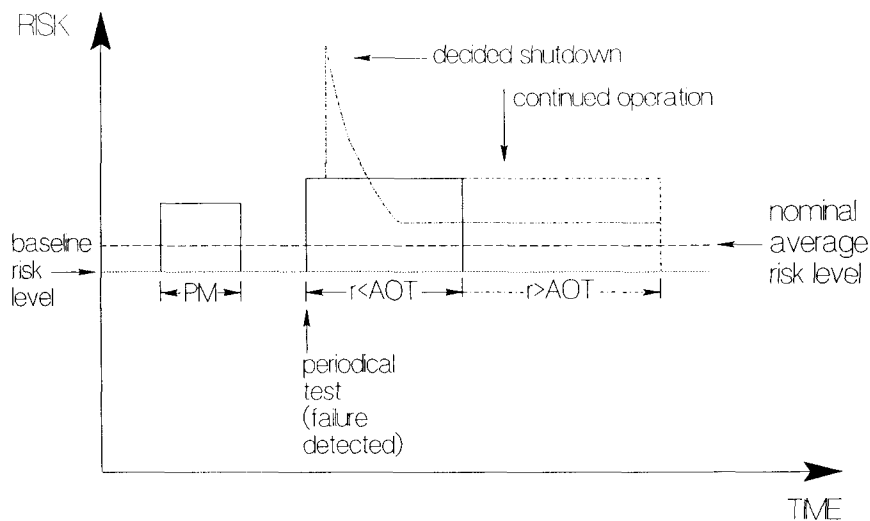 RISK
decided shutdown
continued operation
nominal
average
risk level
baseline
risk
level
PM
r<AOT
r>AOT
periodical
test
(failure
detected)
TIME